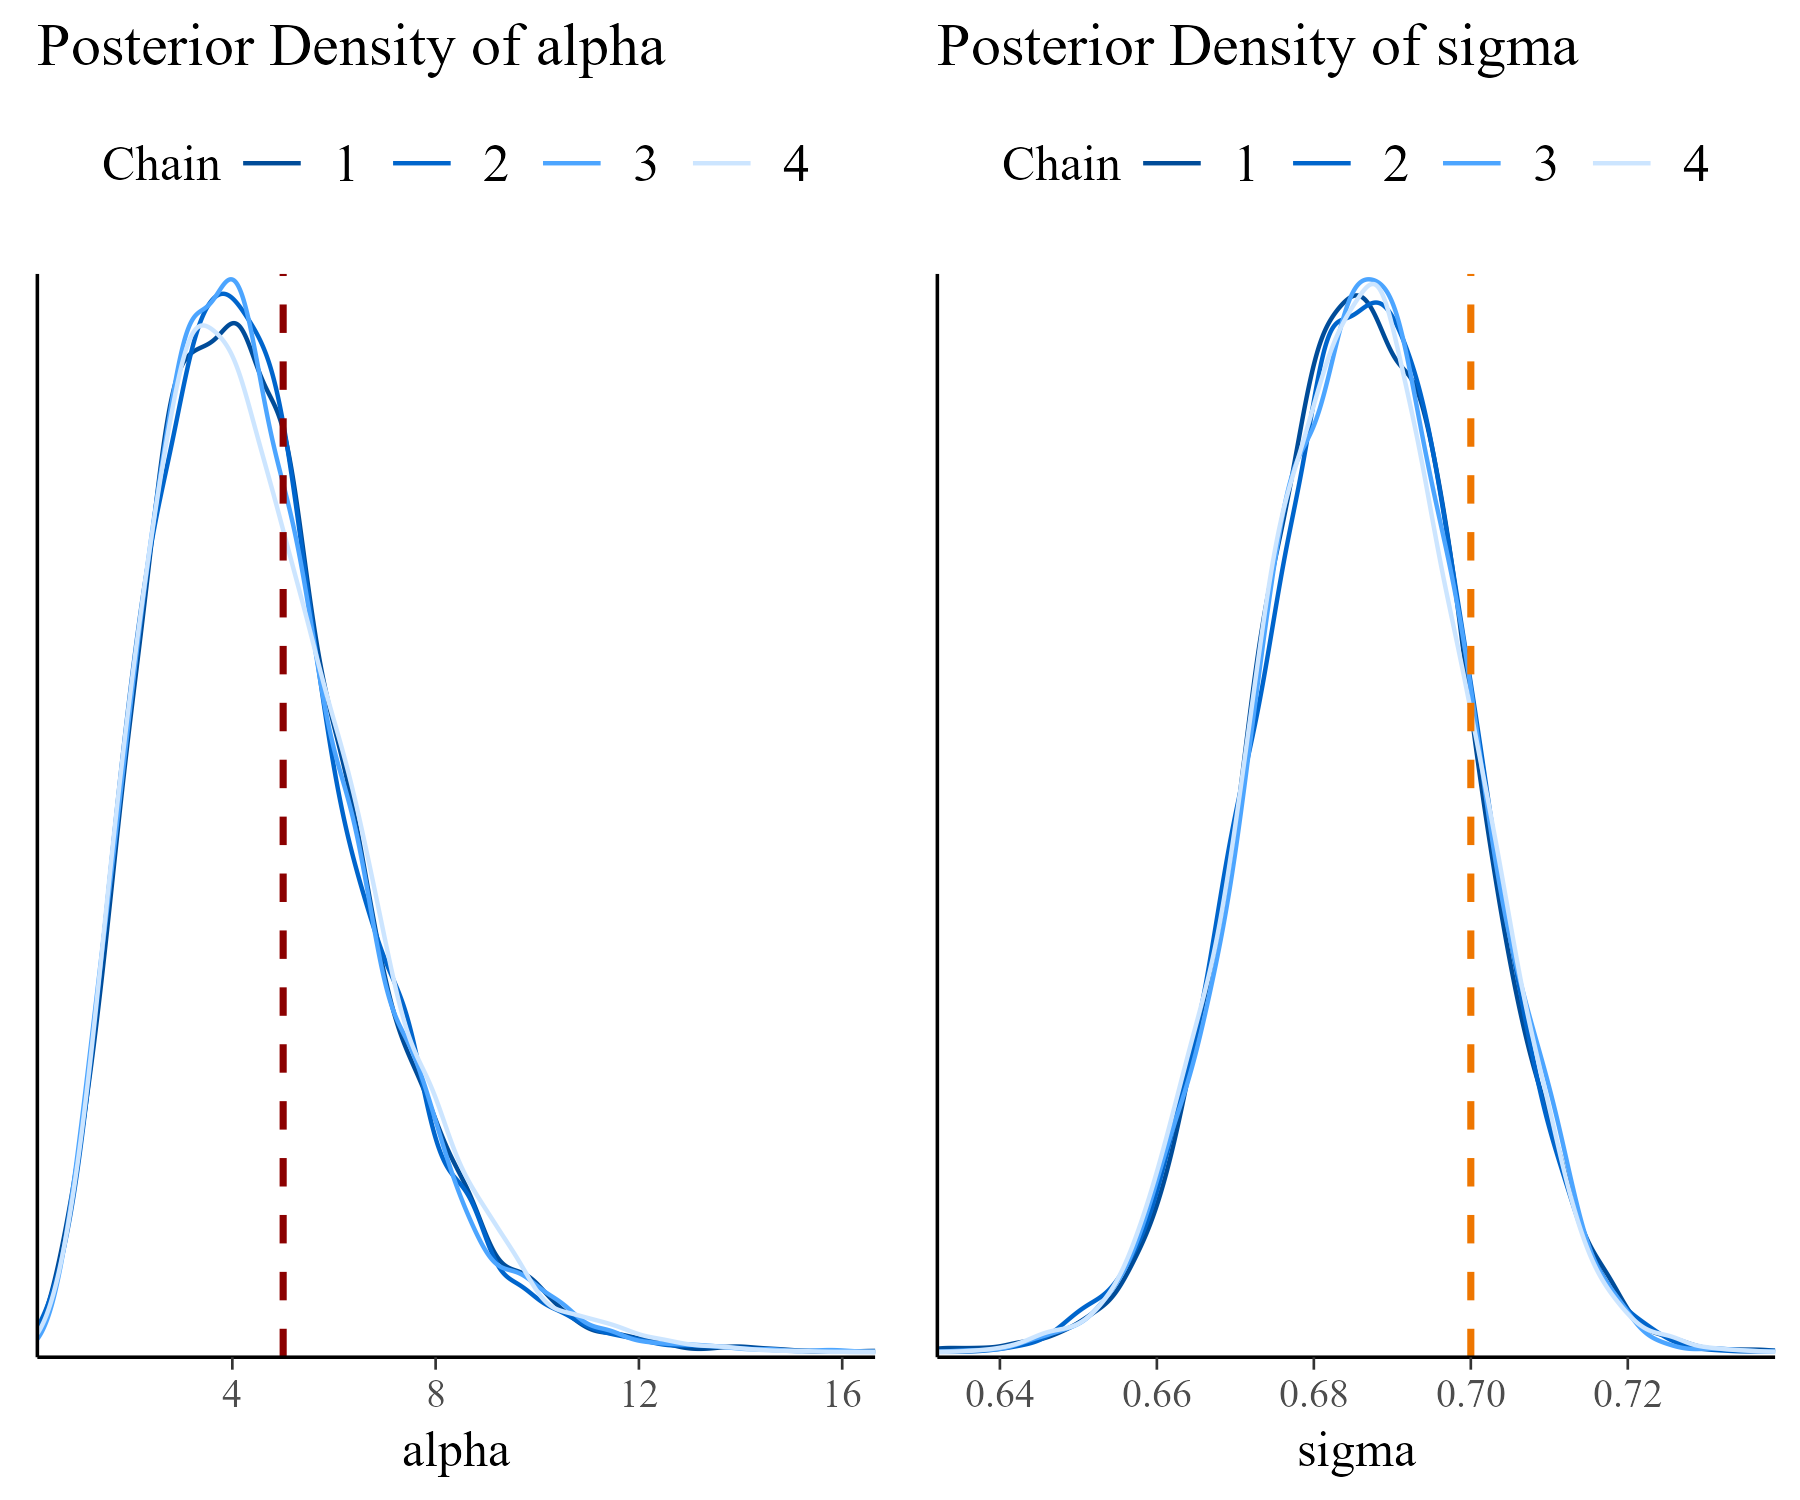 Posterior Density of alpha
Chain 1 2 3 4
4 8 12 16
alpha
Posterior Density of sigma
Chain 1 2 3 4
0.64 0.66 0.68 0.70 0.72
sigma